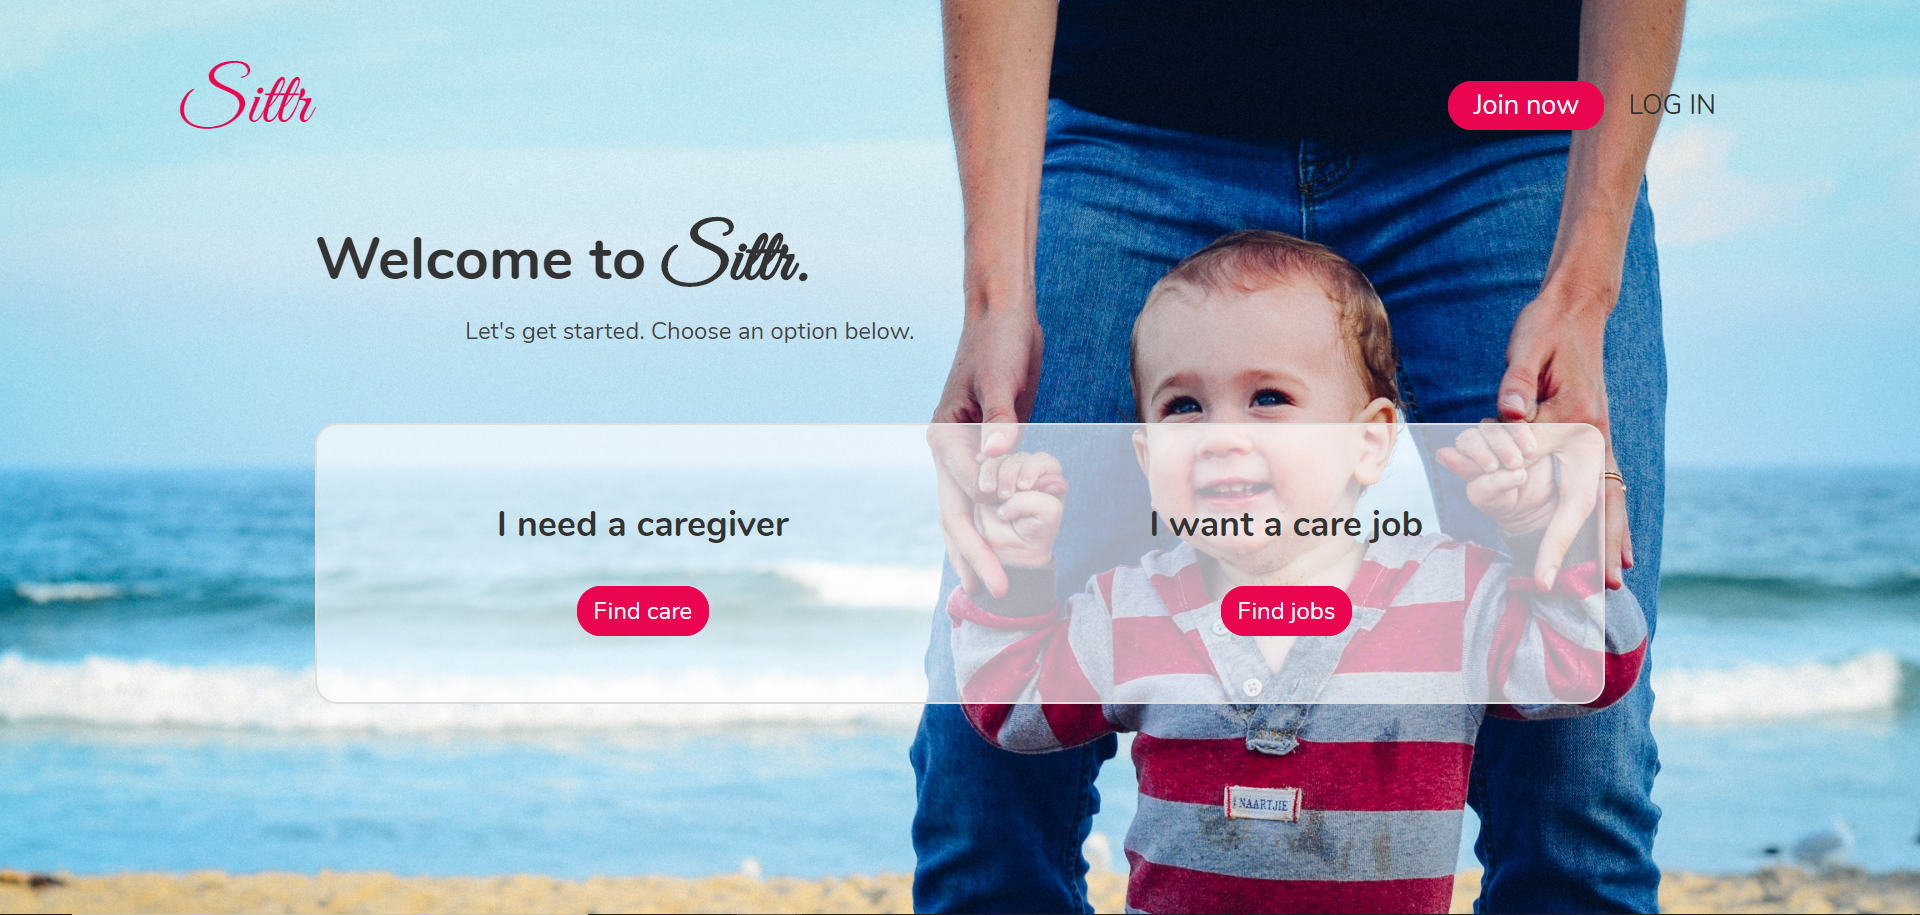 Sittr
Join now
LOG IN
Welcome to Sittr.
Let's get started. Choose an option below.
I need a caregiver
I want a care job
Find care
Find jobs
NAARTJIE